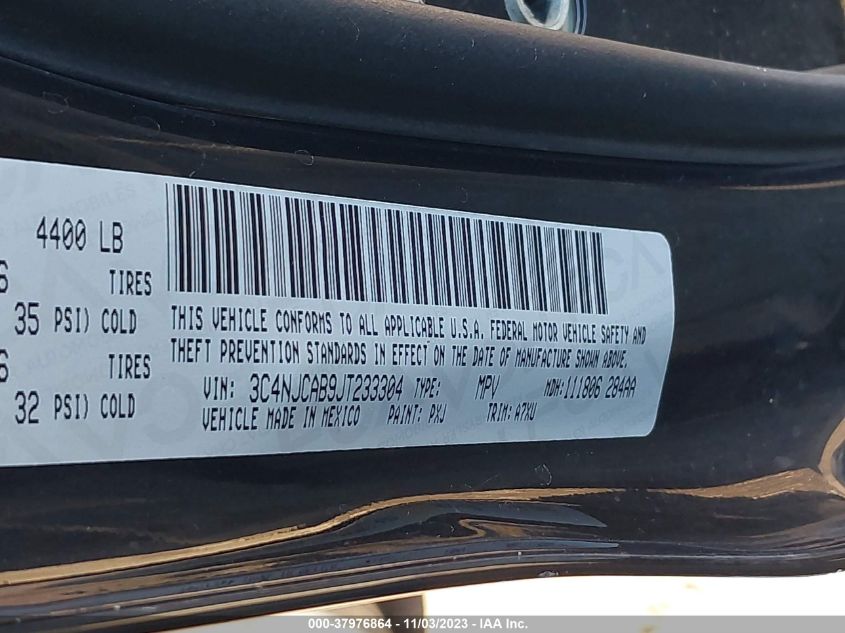 4400 LB
TIRES
35 PSI) COLD
TIRES
32 PSI) COLD
THIS VEHICLE CONFORMS TO ALL APPLICABLE U.S.A. FEDERAL MOTOR VEHICLE SAFETY AND
THEFT PREVENTION STANDARDS IN EFFECT ON THE DATE OF MANUFACTURE SHOWN ABOVE.
VIN: 3C4NJCAB9JT233304 TYPE: MPV MDH:111806 284AA
VEHICLE MADE IN MEXICO PAINT: PXJ TRIM: A7XU
000-37976864 - 11/03/2023 - IAA Inc.